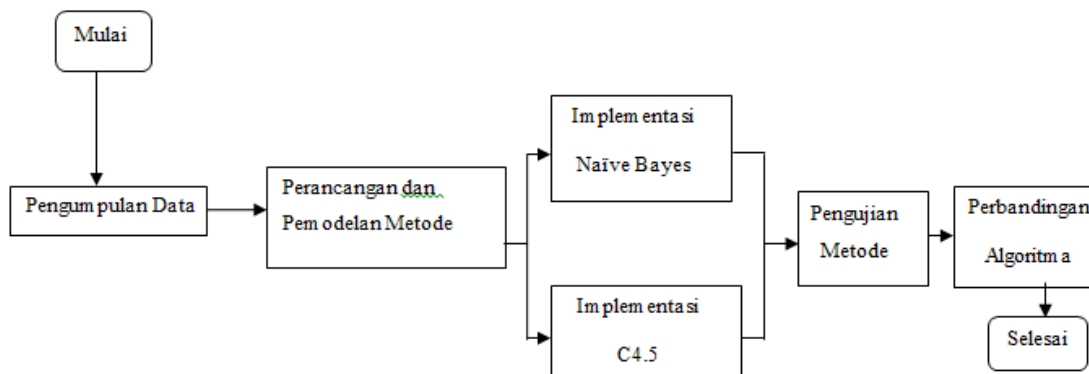 Mulai
Pengumpulan Data
Perancangan dan
Pemodelan Metode
Implementasi
Naïve Bayes
Implementasi
C4.5
Pengujian
Metode
Perbandingan
Algoritma
Selesai